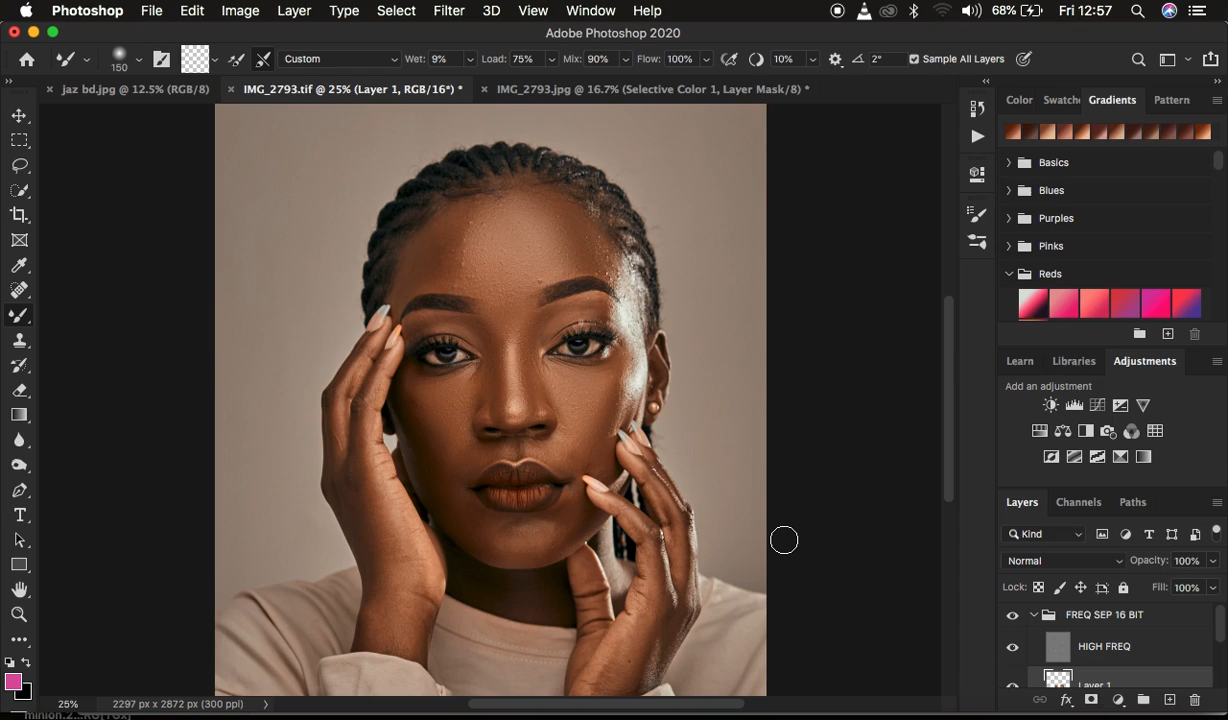 Photoshop File Edit Image Layer Type Select Filter 3D View Window Help 68% Fri 12:57
Adobe Photoshop 2020
150 Custom Wet: 9% Load: 75% Mix: 90% Flow: 100% 10% 2° Sample All Layers
jaz bd.jpg @ 12.5% (RGB/8) IMG_2793.tif @ 25% (Layer 1, RGB/16*) * IMG_2793.jpg @ 16.7% (Selective Color 1, Layer Mask/8) *
Color Swatche Gradients Pattern
Basics
Blues
Purples
Pinks
Reds
Learn Libraries Adjustments
Add an adjustment
Layers Channels Paths
Kind
Normal Opacity: 100%
Lock: Fill: 100%
FREQ SEP 16 BIT
HIGH FREQ
Layer 1
25% 2297 px x 2872 px (300 ppi)